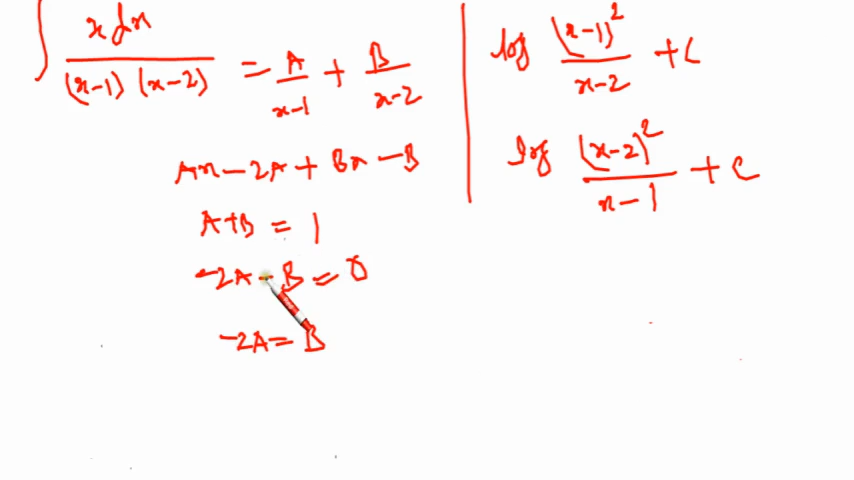 ∫ x dx / (x-1) (x-2) = A / x-1 + B / x-2
Ax - 2A + Bx - B
A+B = 1
-2A - B = 0
-2A = B
log (x-1)² / x-2 + C
log (x-2)² / x-1 + C